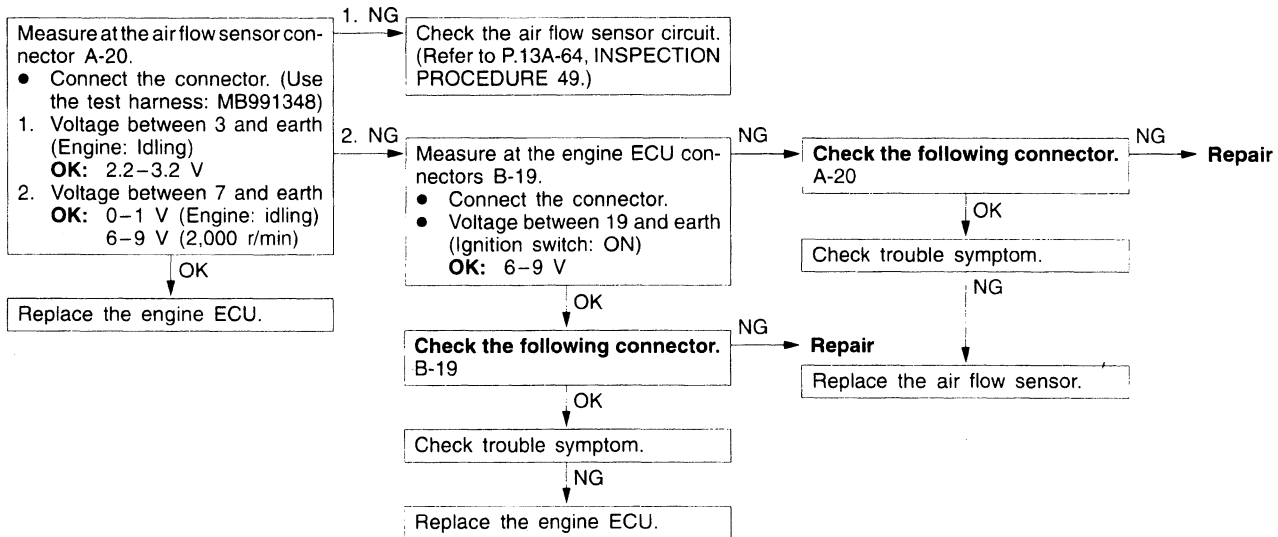 Measure at the air flow sensor con-
nector A-20.
● Connect the connector. (Use
the test harness: MB991348)
1. Voltage between 3 and earth
(Engine: Idling)
OK: 2.2–3.2 V
2. Voltage between 7 and earth
OK: 0–1 V (Engine: idling)
6–9 V (2,000 r/min)
OK
Replace the engine ECU.
1. NG
Check the air flow sensor circuit.
(Refer to P.13A-64, INSPECTION
PROCEDURE 49.)
2. NG
Measure at the engine ECU con-
nectors B-19.
● Connect the connector.
● Voltage between 19 and earth
(Ignition switch: ON)
OK: 6–9 V
OK
Check the following connector.
B-19
NG
Repair
OK
Check trouble symptom.
NG
Replace the engine ECU.
NG
Check the following connector.
A-20
NG
Repair
OK
Check trouble symptom.
NG
Replace the air flow sensor.